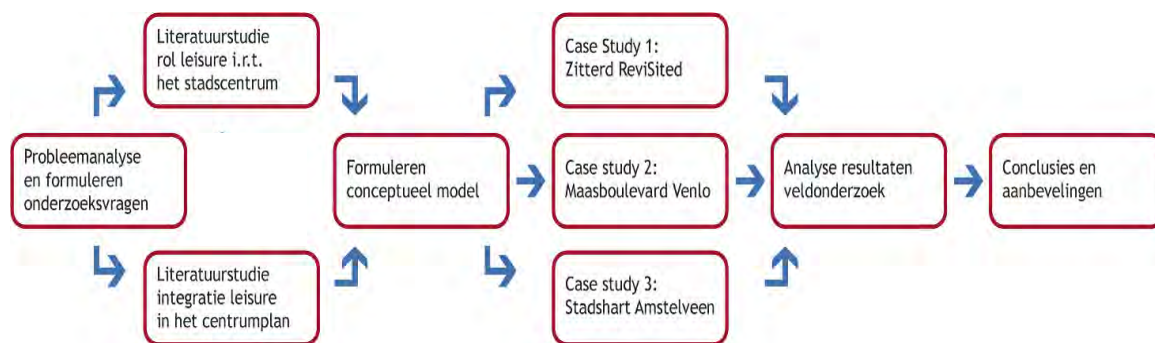 Literatuurstudie
rol leisure i.r.t.
het stadscentrum
Case Study 1:
Zitterd ReviSited
Probleemanalyse
en formuleren
onderzoeksvragen
Formuleren
conceptueel model
Case study 2:
Maasboulevard Venlo
Analyse resultaten
veldonderzoek
Conclusies en
aanbevelingen
Literatuurstudie
integratie leisure
in het centrumplan
Case study 3:
Stadshart Amstelveen